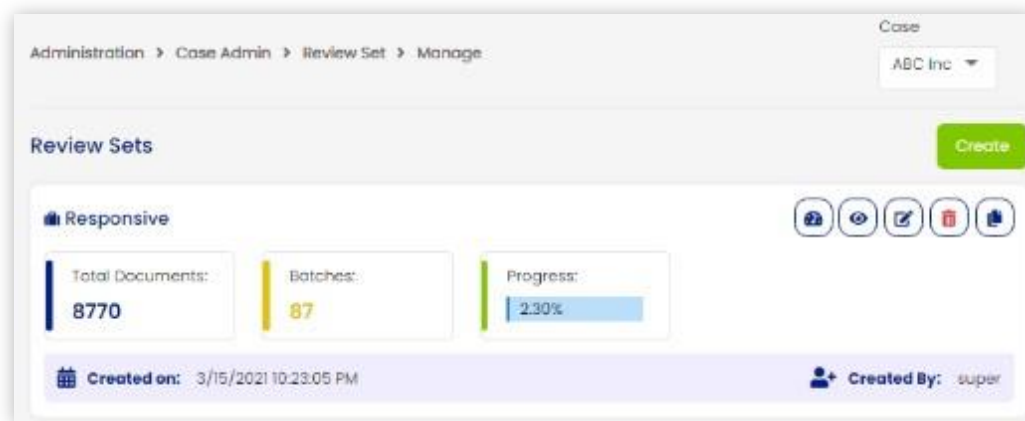 Case
Administration > Case Admin > Review Set > Manage
ABC Inc
Review Sets
Create
Responsive
Total Documents:
8770
Batches:
87
Progress:
2.30%
Created on: 3/15/2021 10:23:05 PM
Created By: super